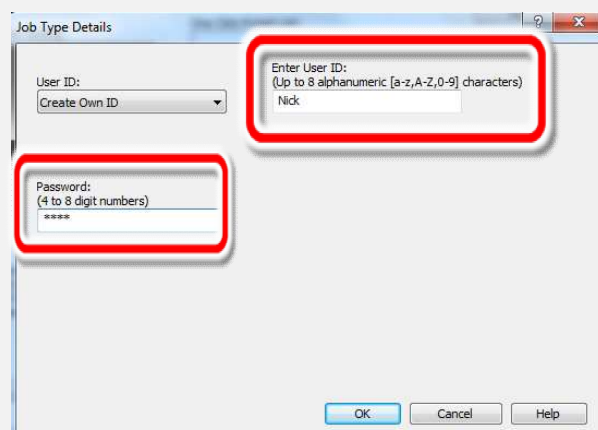 Job Type Details
User ID:
Create Own ID
Enter User ID:
(Up to 8 alphanumeric [a-z,A-Z,0-9] characters)
Nick
Password:
(4 to 8 digit numbers)
****
OK Cancel Help